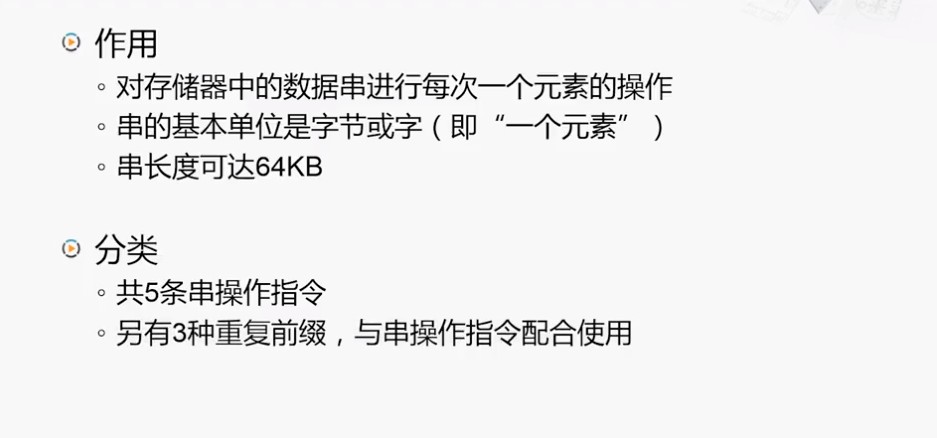 作用
对存储器中的数据串进行每次一个元素的操作
串的基本单位是字节或字（即“一个元素”）
串长度可达64KB
分类
共5条串操作指令
另有3种重复前缀，与串操作指令配合使用